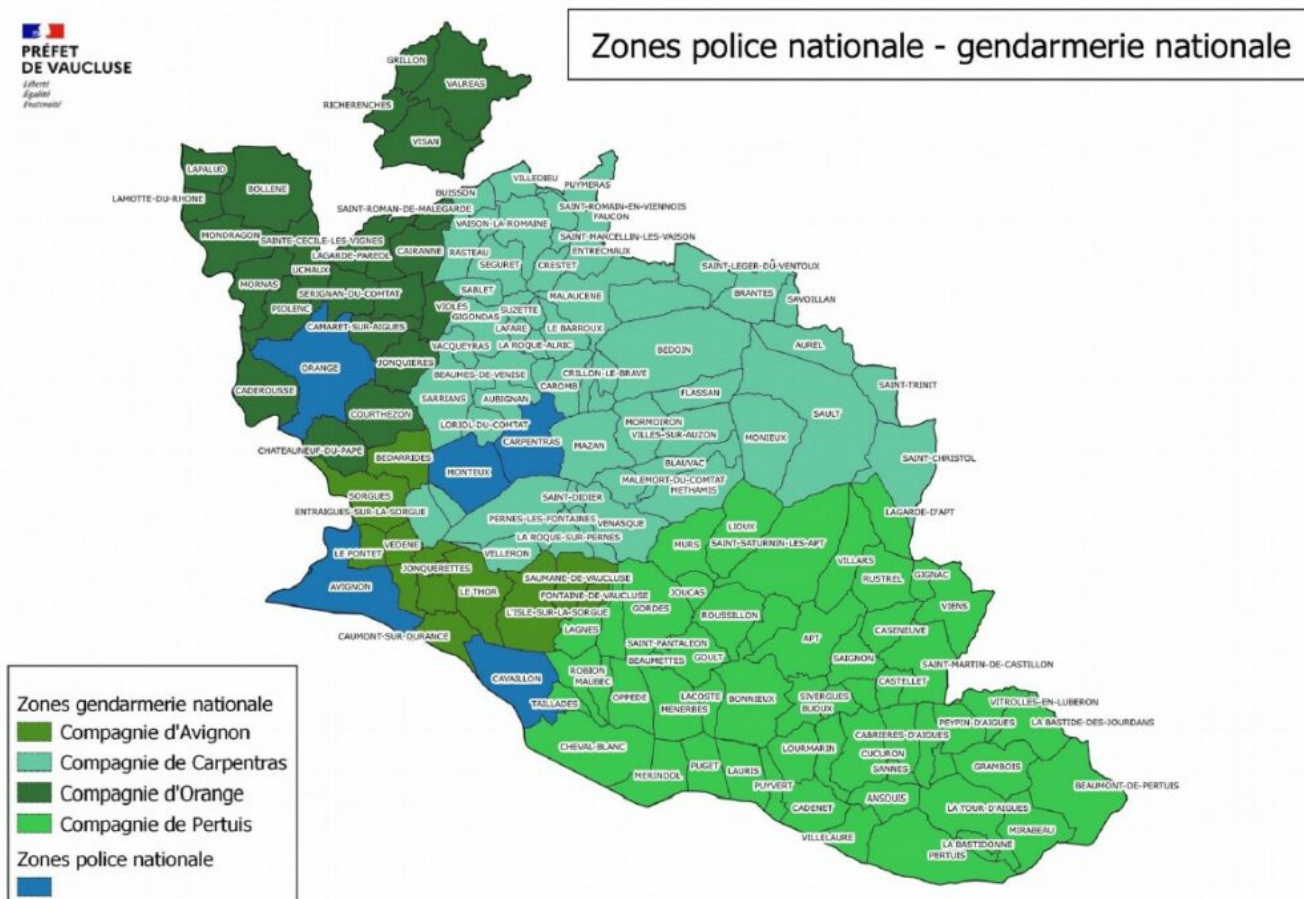 PRÉFET
DE VAUCLUSE
Liberté
Égalité
Fraternité
Zones police nationale - gendarmerie nationale
GRILLON
VALREAS
RICHERENCHES
VISAN
LAPALUD
BOLLENE
LAMOTTE-DU-RHONE
VILLEDIEU
PUYMERAS
BUISSON
SAINT-ROMAN-DE-MALEGARDE
SAINT-ROMAIN-EN-VIENNOIS
FAUCON
VAISON-LA-ROMAINE
MONDRAGON
SAINTE-CECILE-LES-VIGNES
SAINT-MARCELLIN-LES-VAISON
LAGARDE-PAREOL
CAIRANNE
RASTEAU
ENTRECHAUX
UCHAUX
SEGURET
CRESTET
SAINT-LEGER-DU-VENTOUX
MORNAS
SERIGNAN-DU-COMTAT
SABLET
MALAUCENE
BRANTES
SAVOILLAN
PIOLENC
VIOLES
GIGONDAS
SUZETTE
CAMARET-SUR-AIGUES
LAFARE
LE BARROUX
VACQUEYRAS
LA ROQUE-ALRIC
BEDOIN
AUREL
ORANGE
JONQUIERES
BEAUMES-DE-VENISE
CRILLON-LE-BRAVE
CAROMB
SAINT-TRINIT
CADEROUSSE
SARRIANS
AUBIGNAN
FLASSAN
COURTHEZON
SAULT
LORIOL-DU-COMTAT
MORMOIRON
VILLES-SUR-AUZON
MONIEUX
CHATEAUNEUF-DU-PAPE
BEDARRIDES
CARPENTRAS
MAZAN
SAINT-CHRISTOL
MONTEUX
BLAUVAC
MALEMORT-DU-COMTAT
METHAMIS
SORGUES
SAINT-DIDIER
ENTRAIGUES-SUR-LA-SORGUE
PERNES-LES-FONTAINES
VENASQUE
LAGARDE-D'APT
LIOUX
LA ROQUE-SUR-PERNES
MURS
SAINT-SATURNIN-LES-APT
LE PONTET
VEDENE
VELLERON
VILLARS
JONQUERETTES
SAUMANE-DE-VAUCLUSE
RUSTREL
GIGNAC
AVIGNON
LE THOR
FONTAINE-DE-VAUCLUSE
JOUCAS
VIENS
L'ISLE-SUR-LA-SORGUE
GORDES
ROUSSILLON
LAGNES
CASENEUVE
CAUMONT-SUR-DURANCE
SAINT-PANTALEON
APT
BEAUMETTES
GOULT
SAIGNON
SAINT-MARTIN-DE-CASTILLON
CAVAILLON
ROBION
MAUBEC
CASTELLET
TAILLADES
OPPEDE
LACOSTE
MENERBES
BONNIEUX
SIVERGUES
BUOUX
VITROLLES-EN-LUBERON
PEYPIN-D'AIGUES
LA BASTIDE-DES-JOURDANS
CABRIERES-D'AIGUES
CHEVAL-BLANC
LOURMARIN
CUCURON
SANNES
GRAMBOIS
MERINDOL
PUGET
LAURIS
PUYVERT
BEAUMONT-DE-PERTUIS
ANSOUIS
CADENET
LA TOUR-D'AIGUES
MIRABEAU
VILLELAURE
LA BASTIDONNE
PERTUIS
Zones gendarmerie nationale
Compagnie d'Avignon
Compagnie de Carpentras
Compagnie d'Orange
Compagnie de Pertuis
Zones police nationale